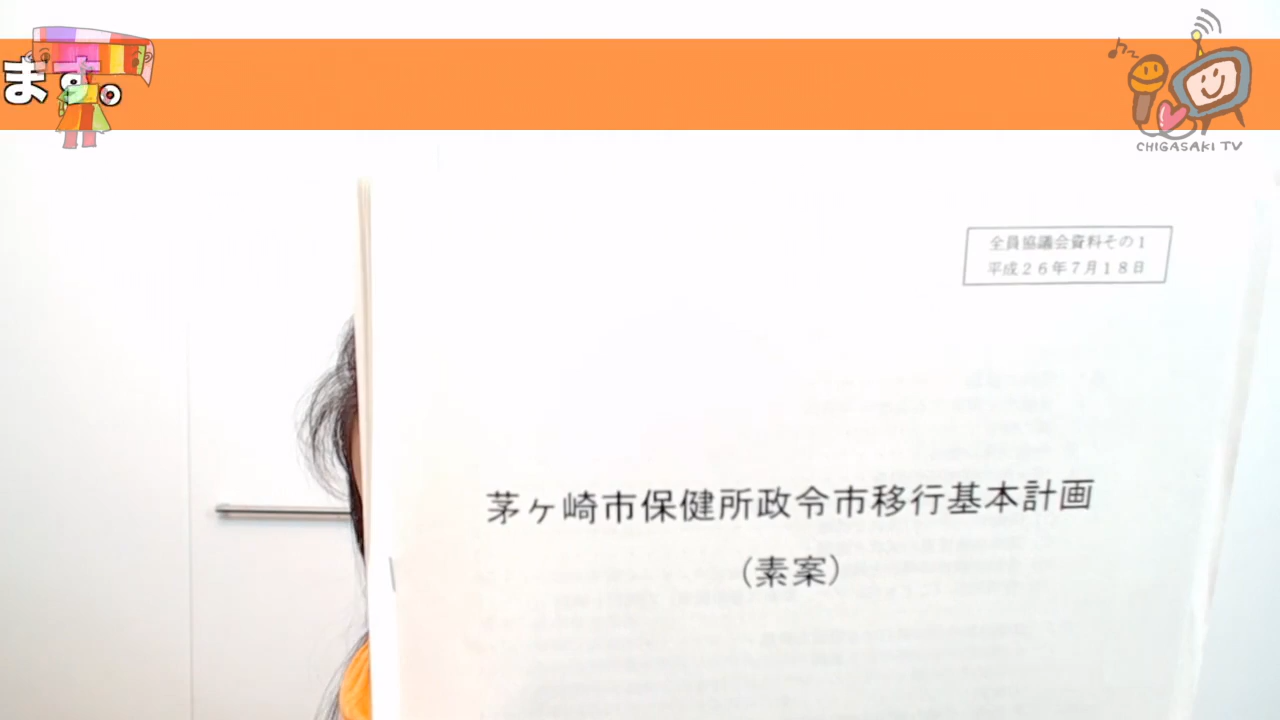 ます。
CHIGASAKI TV
全員協議会資料その１
平成２６年７月１８日
茅ヶ崎市保健所政令市移行基本計画
（素案）